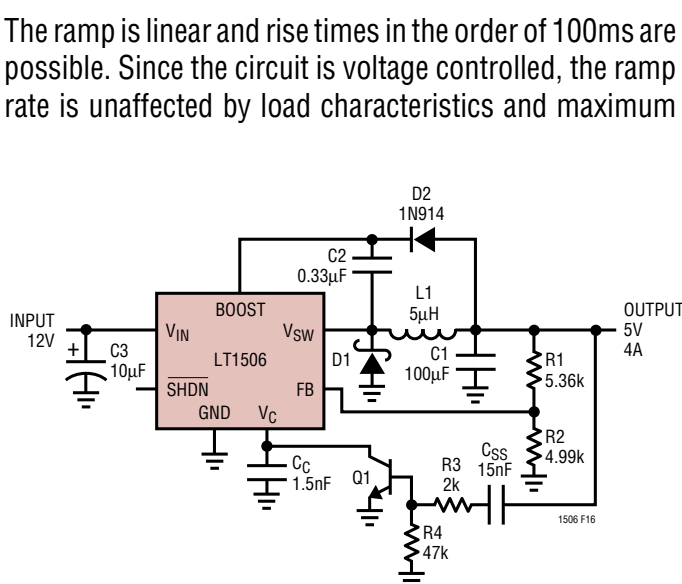 The ramp is linear and rise times in the order of 100ms are
possible. Since the circuit is voltage controlled, the ramp
rate is unaffected by load characteristics and maximum
D2
1N914
C2
0.33µF
L1
5µH
BOOST
INPUT
12V
VIN
VSW
OUTPUT
5V
4A
+
C3
10µF
LT1506
D1
C1
100µF
R1
5.36k
SHDN
FB
GND
VC
R2
4.99k
CC
1.5nF
Q1
R3
2k
CSS
15nF
1506 F16
R4
47k